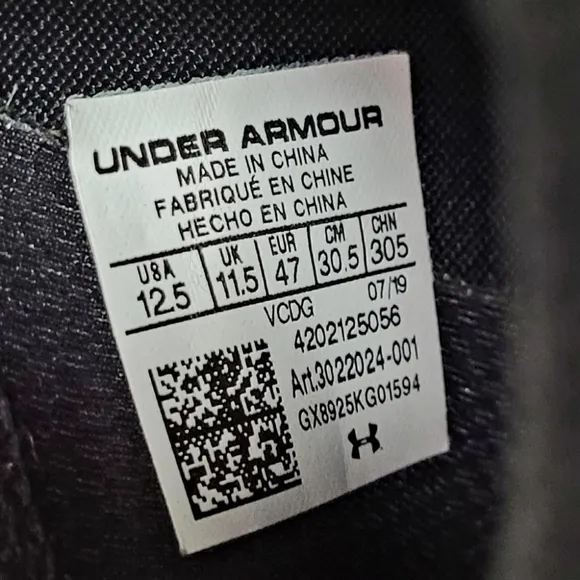 UNDER ARMOUR
MADE IN CHINA
FABRIQUÉ EN CHINE
HECHO EN CHINA
USA UK EUR CM CHN
12.5 11.5 47 30.5 305
VCDG 07/19
4202125056
Art.3022024-001
GX8925KG01594